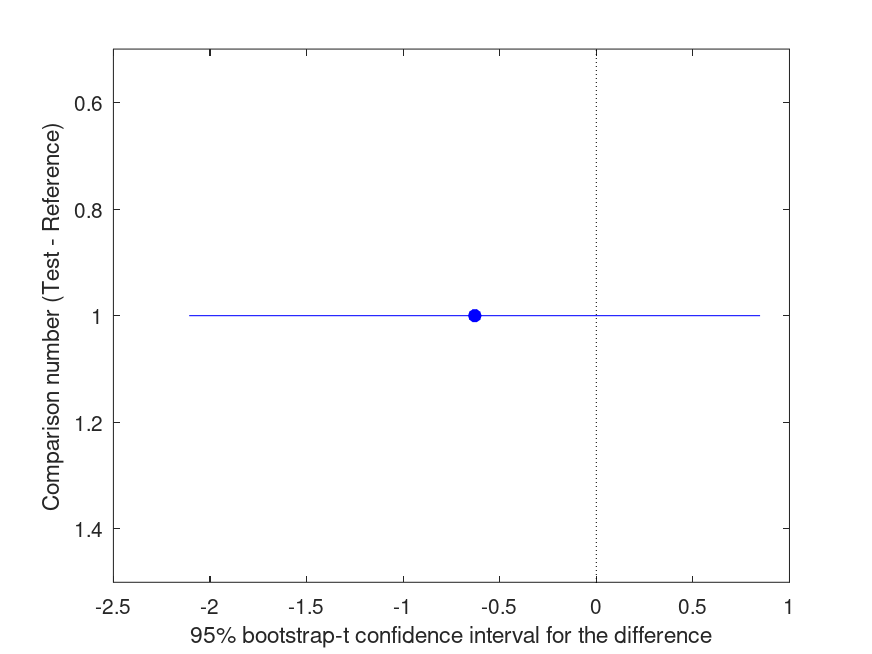 Comparison number (Test - Reference)
0.6
0.8
1
1.2
1.4
-2.5 -2 -1.5 -1 -0.5 0 0.5 1
95% bootstrap-t confidence interval for the difference